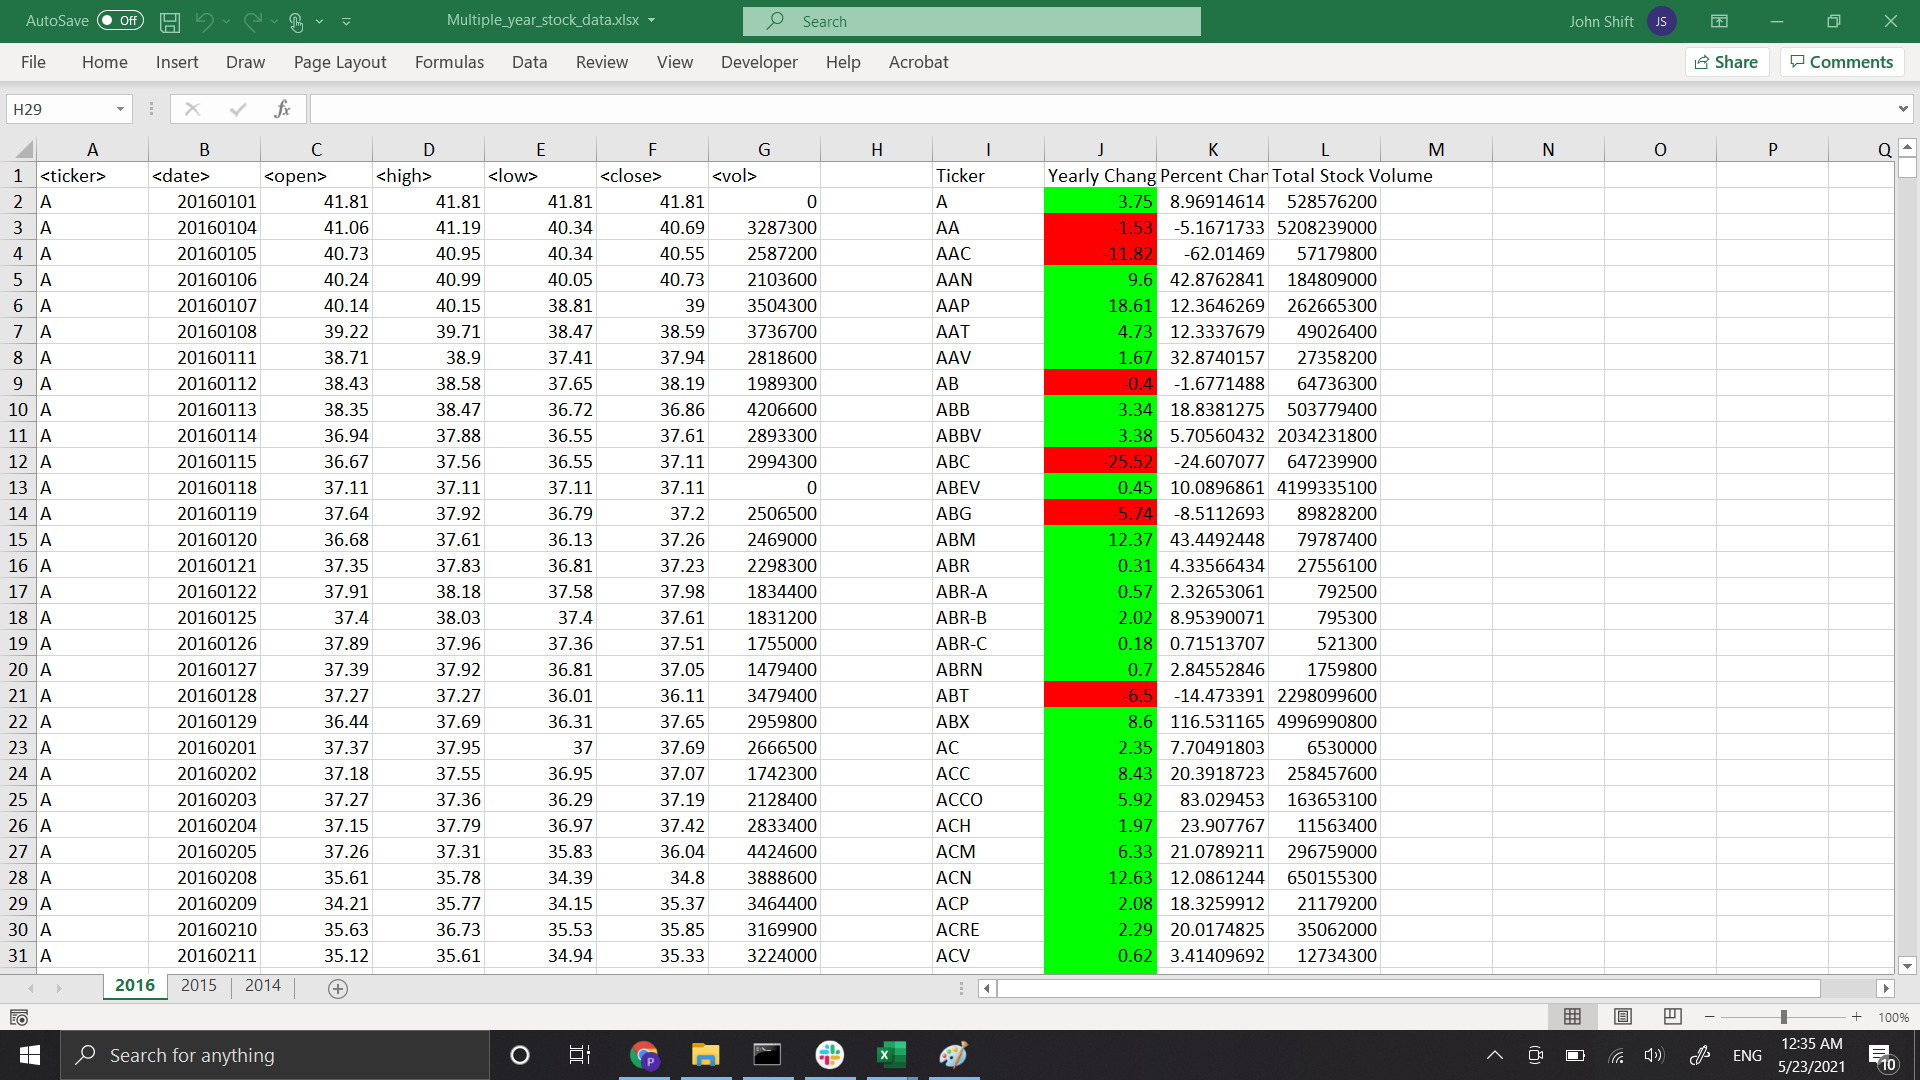 AutoSave Off Multiple_year_stock_data.xlsx Search John Shift JS
File Home Insert Draw Page Layout Formulas Data Review View Developer Help Acrobat Share Comments
H29 fx
A B C D E F G H I J K L M N O P Q
1 <ticker> <date> <open> <high> <low> <close> <vol> Ticker Yearly Chang Percent Chan Total Stock Volume
2 A 20160101 41.81 41.81 41.81 41.81 0 A 3.75 8.96914614 528576200
3 A 20160104 41.06 41.19 40.34 40.69 3287300 AA -1.53 -5.1671733 5208239000
4 A 20160105 40.73 40.95 40.34 40.55 2587200 AAC -11.82 -62.01469 57179800
5 A 20160106 40.24 40.99 40.05 40.73 2103600 AAN 9.6 42.8762841 184809000
6 A 20160107 40.14 40.15 38.81 39 3504300 AAP 18.61 12.3646269 262665300
7 A 20160108 39.22 39.71 38.47 38.59 3736700 AAT 4.73 12.3337679 49026400
8 A 20160111 38.71 38.9 37.41 37.94 2818600 AAV 1.67 32.8740157 27358200
9 A 20160112 38.43 38.58 37.65 38.19 1989300 AB -0.4 -1.6771488 64736300
10 A 20160113 38.35 38.47 36.72 36.86 4206600 ABB 3.34 18.8381275 503779400
11 A 20160114 36.94 37.88 36.55 37.61 2893300 ABBV 3.38 5.70560432 2034231800
12 A 20160115 36.67 37.56 36.55 37.11 2994300 ABC -25.52 -24.607077 647239900
13 A 20160118 37.11 37.11 37.11 37.11 0 ABEV 0.45 10.0896861 4199335100
14 A 20160119 37.64 37.92 36.79 37.2 2506500 ABG -5.74 -8.5112693 89828200
15 A 20160120 36.68 37.61 36.13 37.26 2469000 ABM 12.37 43.4492448 79787400
16 A 20160121 37.35 37.83 36.81 37.23 2298300 ABR 0.31 4.33566434 27556100
17 A 20160122 37.91 38.18 37.58 37.98 1834400 ABR-A 0.57 2.32653061 792500
18 A 20160125 37.4 38.03 37.4 37.61 1831200 ABR-B 2.02 8.95390071 795300
19 A 20160126 37.89 37.96 37.36 37.51 1755000 ABR-C 0.18 0.71513707 521300
20 A 20160127 37.39 37.92 36.81 37.05 1479400 ABRN 0.7 2.84552846 1759800
21 A 20160128 37.27 37.27 36.01 36.11 3479400 ABT -6.5 -14.473391 2298099600
22 A 20160129 36.44 37.69 36.31 37.65 2959800 ABX 8.6 116.531165 4996990800
23 A 20160201 37.37 37.95 37 37.69 2666500 AC 2.35 7.70491803 6530000
24 A 20160202 37.18 37.55 36.95 37.07 1742300 ACC 8.43 20.3918723 258457600
25 A 20160203 37.27 37.36 36.29 37.19 2128400 ACCO 5.92 83.029453 163653100
26 A 20160204 37.15 37.79 36.97 37.42 2833400 ACH 1.97 23.907767 11563400
27 A 20160205 37.26 37.31 35.83 36.04 4424600 ACM 6.33 21.0789211 296759000
28 A 20160208 35.61 35.78 34.39 34.8 3888600 ACN 12.63 12.0861244 650155300
29 A 20160209 34.21 35.77 34.15 35.37 3464400 ACP 2.08 18.3259912 21179200
30 A 20160210 35.63 36.73 35.53 35.85 3169900 ACRE 2.29 20.0174825 35062000
31 A 20160211 35.12 35.61 34.94 35.33 3224000 ACV 0.62 3.41409692 12734300
2016 2015 2014
100%
Search for anything P ENG 12:35 AM
5/23/2021 10